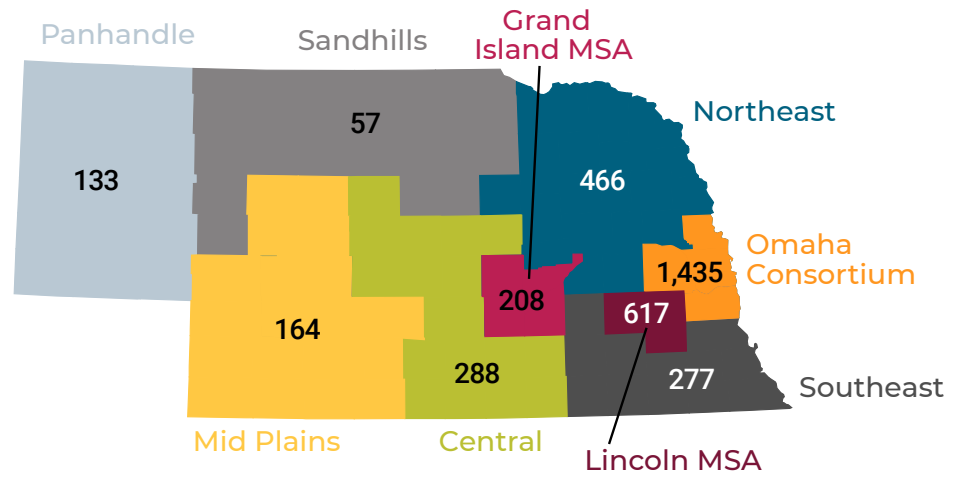 Panhandle
Sandhills
Grand
Island MSA
Northeast
57
133
466
Omaha
Consortium
1,435
208
617
164
288
277
Southeast
Mid Plains
Central
Lincoln MSA